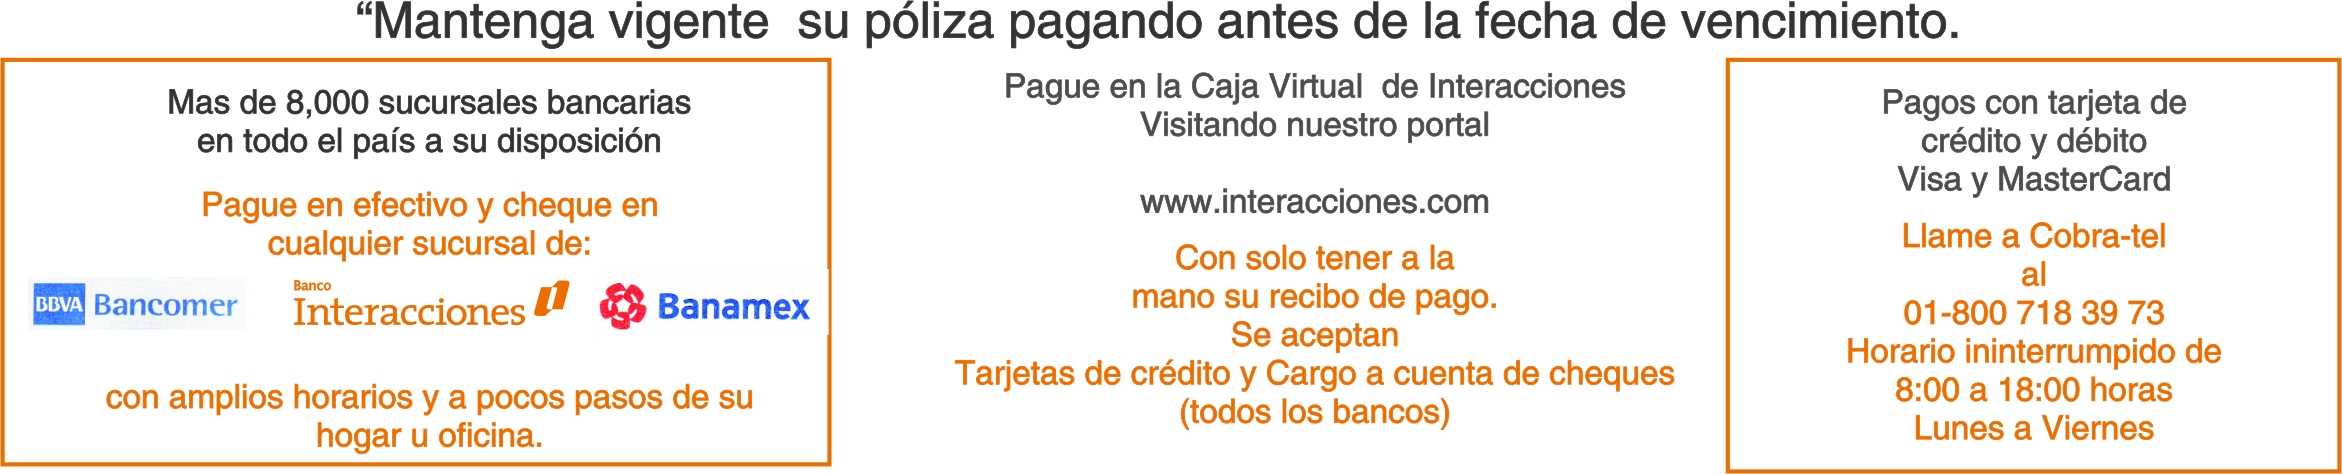 “Mantenga vigente su póliza pagando antes de la fecha de vencimiento.
Mas de 8,000 sucursales bancarias
en todo el país a su disposición
Pague en efectivo y cheque en
cualquier sucursal de:
BBVA Bancomer
Banco
Interacciones
Banamex
con amplios horarios y a pocos pasos de su
hogar u oficina.
Pague en la Caja Virtual de Interacciones
Visitando nuestro portal
www.interacciones.com
Con solo tener a la
mano su recibo de pago.
Se aceptan
Tarjetas de crédito y Cargo a cuenta de cheques
(todos los bancos)
Pagos con tarjeta de
crédito y débito
Visa y MasterCard
Llame a Cobra-tel
al
01-800 718 39 73
Horario ininterrumpido de
8:00 a 18:00 horas
Lunes a Viernes